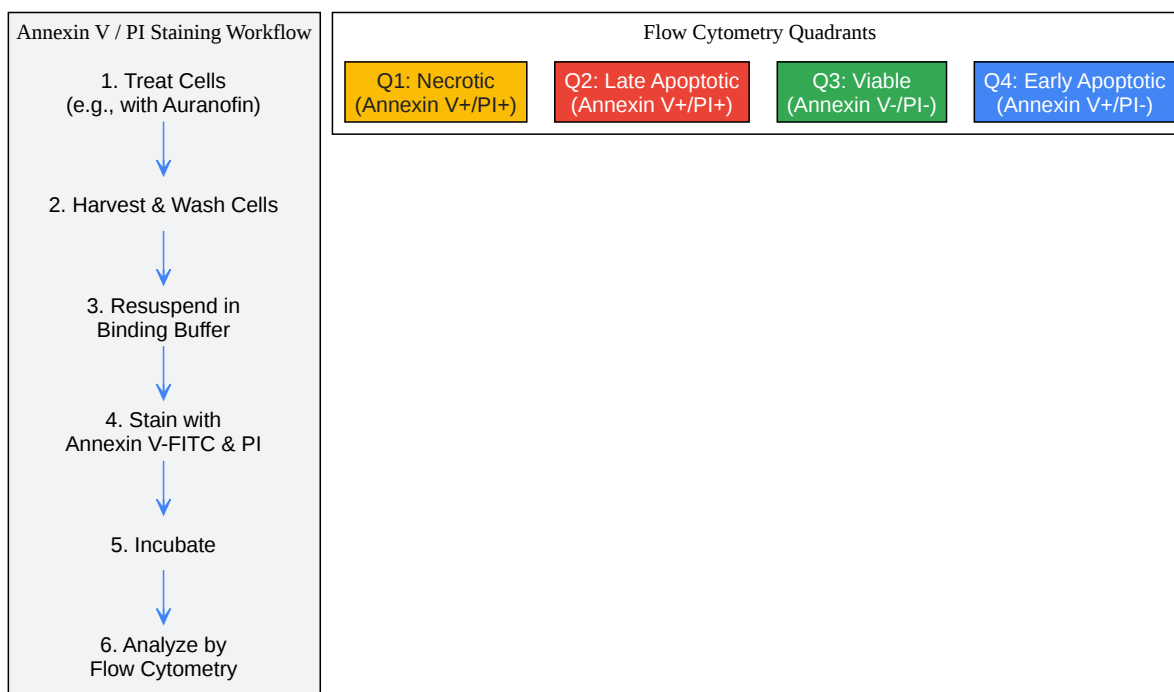 Annexin V / PI Staining Workflow
1. Treat Cells
(e.g., with Auranofin)
2. Harvest & Wash Cells
3. Resuspend in
Binding Buffer
4. Stain with
Annexin V-FITC & PI
5. Incubate
6. Analyze by
Flow Cytometry
Flow Cytometry Quadrants
Q1: Necrotic
(Annexin V+/PI+)
Q2: Late Apoptotic
(Annexin V+/PI+)
Q3: Viable
(Annexin V-/PI-)
Q4: Early Apoptotic
(Annexin V+/PI-)